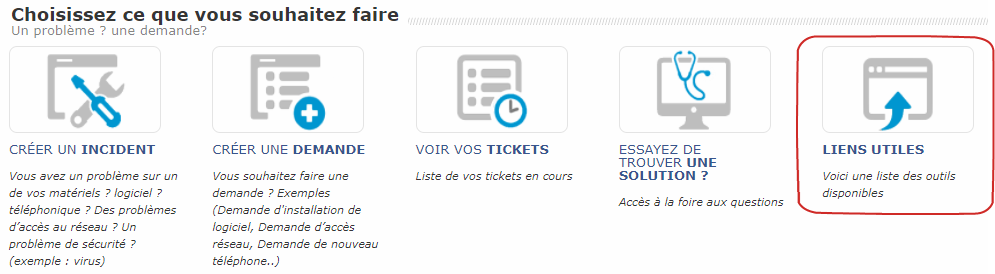 Choisissez ce que vous souhaitez faire
Un problème ? une demande?
CRÉER UN INCIDENT
Vous avez un problème sur un
de vos matériels ? logiciel ?
téléphonique ? Des problèmes
d’accès au réseau ? Un
problème de sécurité ?
(exemple : virus)
CRÉER UNE DEMANDE
Vous souhaitez faire une
demande ? Exemples
(Demande d'installation de
logiciel, Demande d’accès
réseau, Demande de nouveau
téléphone..)
VOIR VOS TICKETS
Liste de vos tickets en cours
ESSAYEZ DE
TROUVER UNE
SOLUTION ?
Accès à la foire aux questions
LIENS UTILES
Voici une liste des outils
disponibles